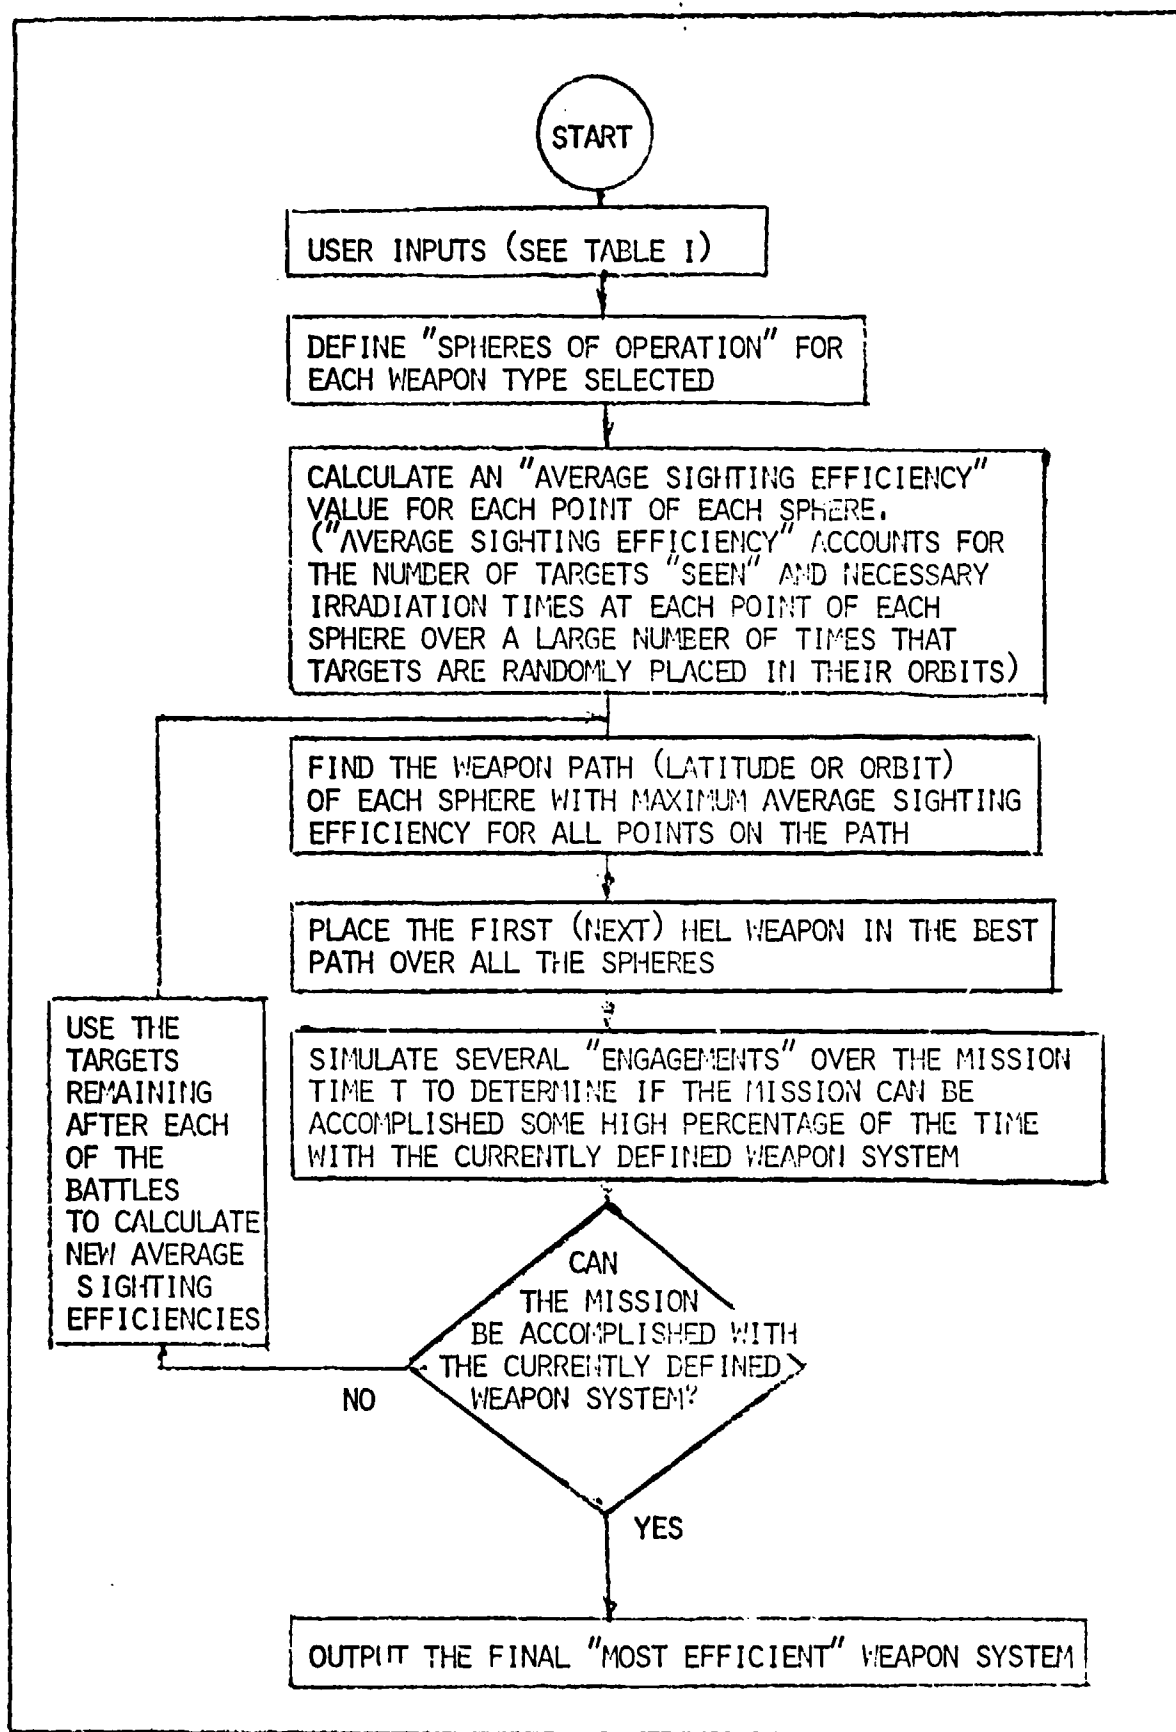 START
USER INPUTS (SEE TABLE I)
DEFINE "SPHERES OF OPERATION" FOR
EACH WEAPON TYPE SELECTED
CALCULATE AN "AVERAGE SIGHTING EFFICIENCY"
VALUE FOR EACH POINT OF EACH SPHERE.
("AVERAGE SIGHTING EFFICIENCY" ACCOUNTS FOR
THE NUMBER OF TARGETS "SEEN" AND NECESSARY
IRRADIATION TIMES AT EACH POINT OF EACH
SPHERE OVER A LARGE NUMBER OF TIMES THAT
TARGETS ARE RANDOMLY PLACED IN THEIR ORBITS)
FIND THE WEAPON PATH (LATITUDE OR ORBIT)
OF EACH SPHERE WITH MAXIMUM AVERAGE SIGHTING
EFFICIENCY FOR ALL POINTS ON THE PATH
PLACE THE FIRST (NEXT) HEL WEAPON IN THE BEST
PATH OVER ALL THE SPHERES
SIMULATE SEVERAL "ENGAGEMENTS" OVER THE MISSION
TIME T TO DETERMINE IF THE MISSION CAN BE
ACCOMPLISHED SOME HIGH PERCENTAGE OF THE TIME
WITH THE CURRENTLY DEFINED WEAPON SYSTEM
USE THE
TARGETS
REMAINING
AFTER EACH
OF THE
BATTLES
TO CALCULATE
NEW AVERAGE
SIGHTING
EFFICIENCIES
CAN
THE MISSION
BE ACCOMPLISHED WITH
THE CURRENTLY DEFINED
WEAPON SYSTEM?
NO
YES
OUTPUT THE FINAL "MOST EFFICIENT" WEAPON SYSTEM